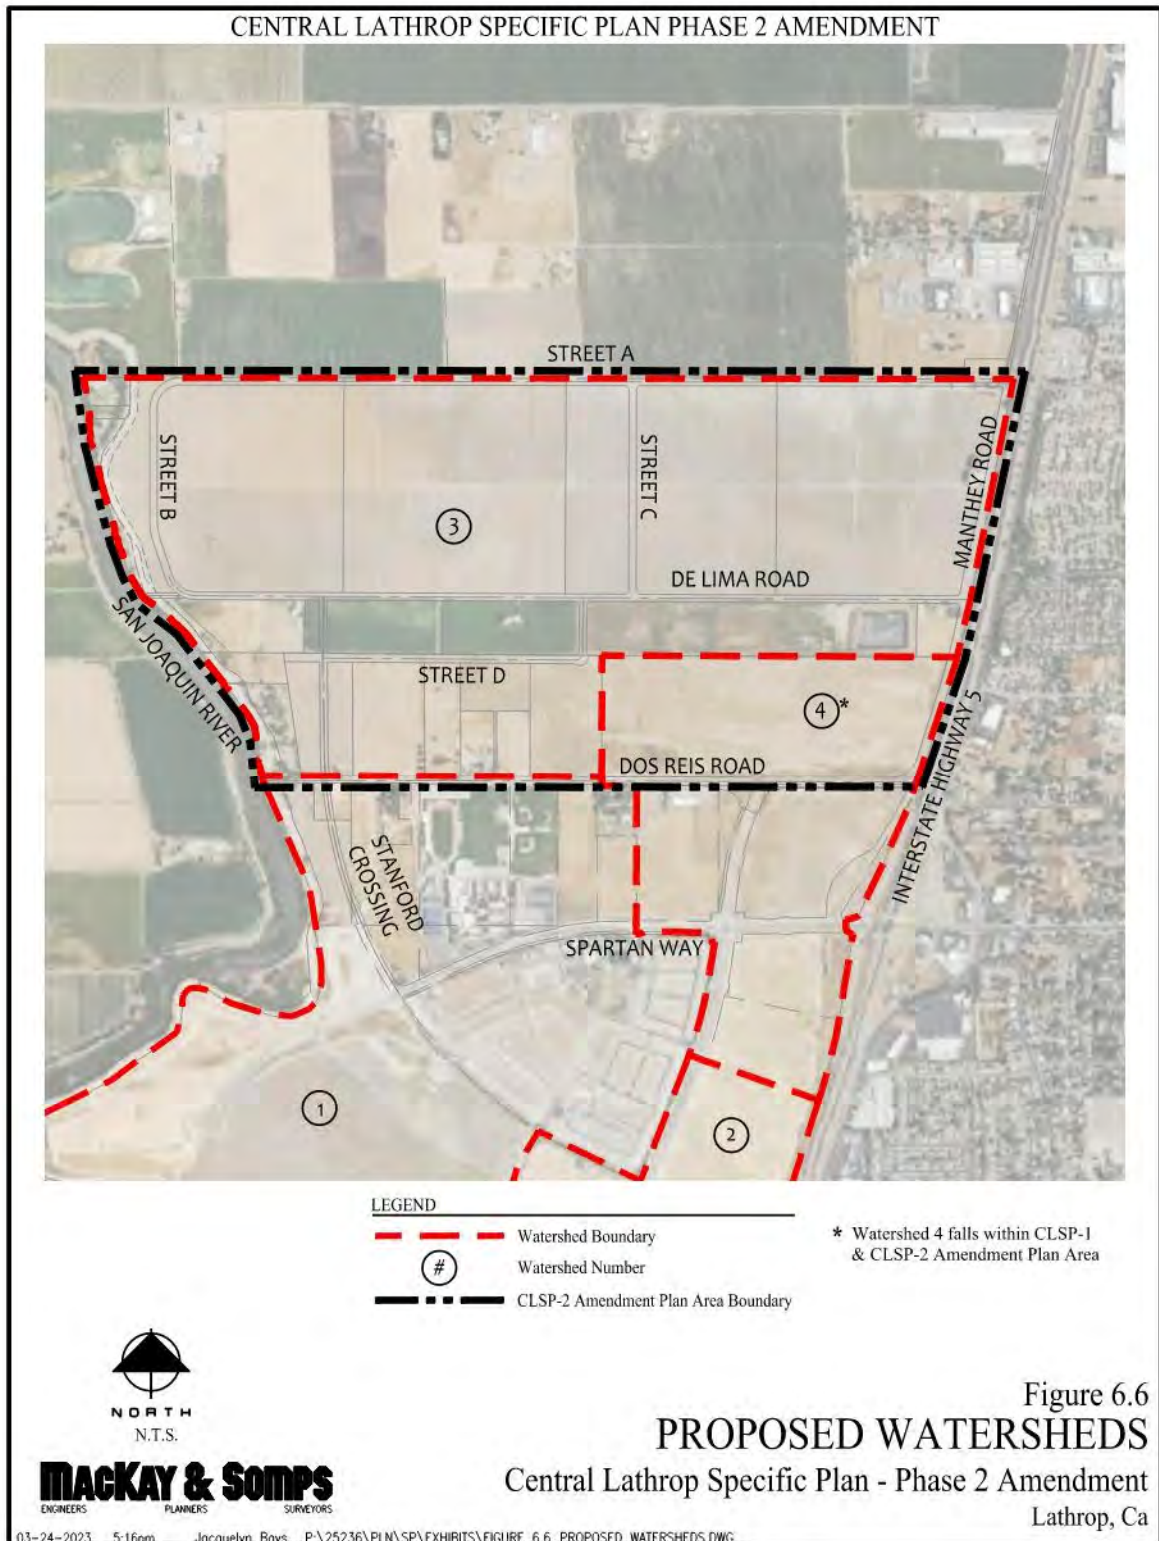 CENTRAL LATHROP SPECIFIC PLAN PHASE 2 AMENDMENT
STREET A
STREET B
STREET C
MANTHEY ROAD
3
DE LIMA ROAD
SAN JOAQUIN RIVER
STREET D
4*
INTERSTATE HIGHWAY 5
DOS REIS ROAD
STANFORD
CROSSING
SPARTAN WAY
1
2
LEGEND
Watershed Boundary
# Watershed Number
CLSP-2 Amendment Plan Area Boundary
* Watershed 4 falls within CLSP-1
& CLSP-2 Amendment Plan Area
NORTH
N.T.S.
Figure 6.6
PROPOSED WATERSHEDS
Central Lathrop Specific Plan - Phase 2 Amendment
Lathrop, Ca
MACKAY & SOMPS
ENGINEERS PLANNERS SURVEYORS
03-24-2023 5:16pm Jacquelyn Bays P:\25236\PLN\SP\EXHIBITS\FIGURE 6.6 PROPOSED WATERSHEDS.DWG